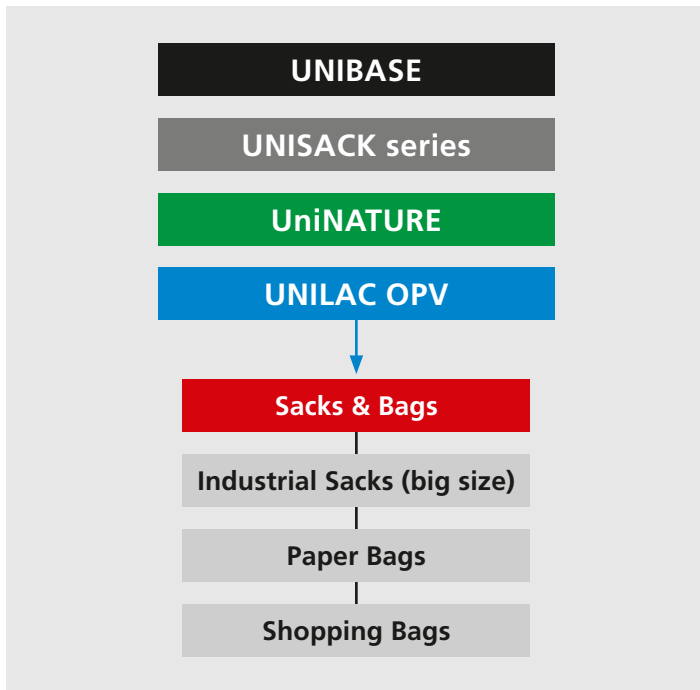 UNIBASE
UNISACK series
UniNATURE
UNILAC OPV
Sacks & Bags
Industrial Sacks (big size)
Paper Bags
Shopping Bags